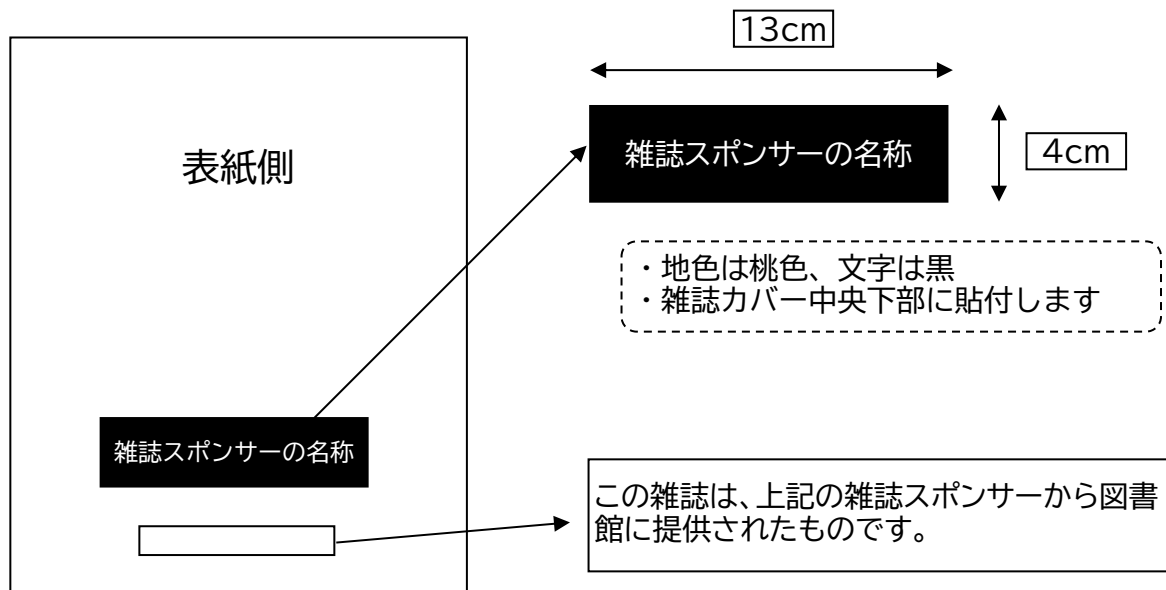 13cm
表紙側
雑誌スポンサーの名称
4cm
・地色は桃色、文字は黒
・雑誌カバー中央下部に貼付します
雑誌スポンサーの名称
この雑誌は、上記の雑誌スポンサーから図書
館に提供されたものです。